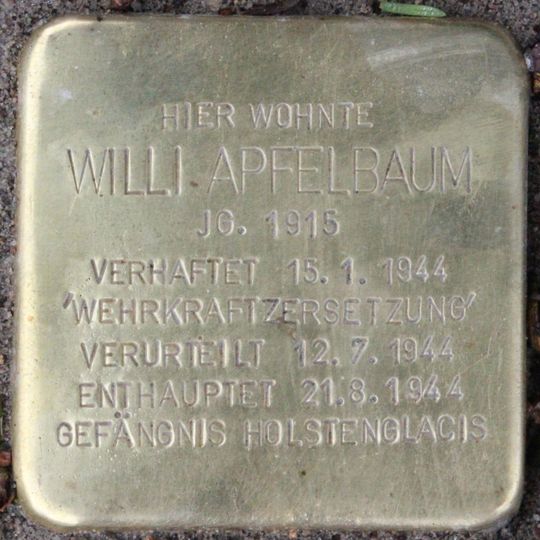 HIER WOHNTE
WILLI APFELBAUM
JG. 1915
VERHAFTET 15.1.1944
'WEHRKRAFTZERSETZUNG'
VERURTEILT 12.7.1944
ENTHAUPTET 21.8.1944
GEFÄNGNIS HOLSTENGLACIS